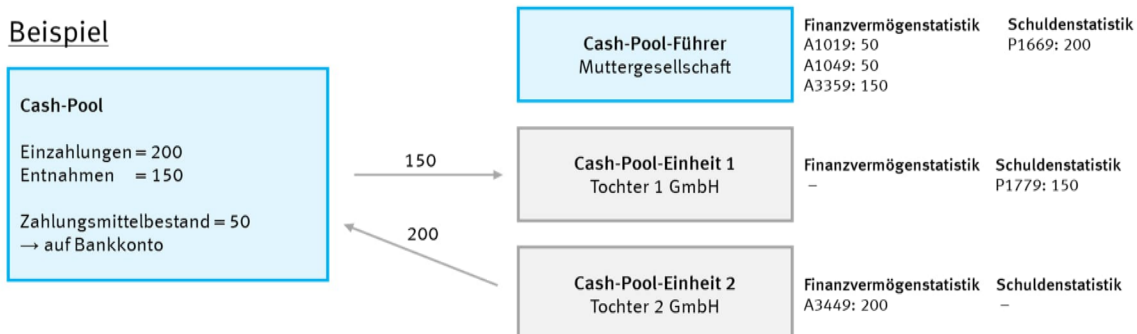 Beispiel
Cash-Pool
Einzahlungen = 200
Entnahmen = 150
Zahlungsmittelbestand = 50
→ auf Bankkonto
150
200
Cash-Pool-Führer
Muttergesellschaft
Finanzvermögenstatistik
A1019: 50
A1049: 50
A3359: 150
Schuldenstatistik
P1669: 200
Cash-Pool-Einheit 1
Tochter 1 GmbH
Finanzvermögenstatistik
–
Schuldenstatistik
P1779: 150
Cash-Pool-Einheit 2
Tochter 2 GmbH
Finanzvermögenstatistik
A3449: 200
Schuldenstatistik
–